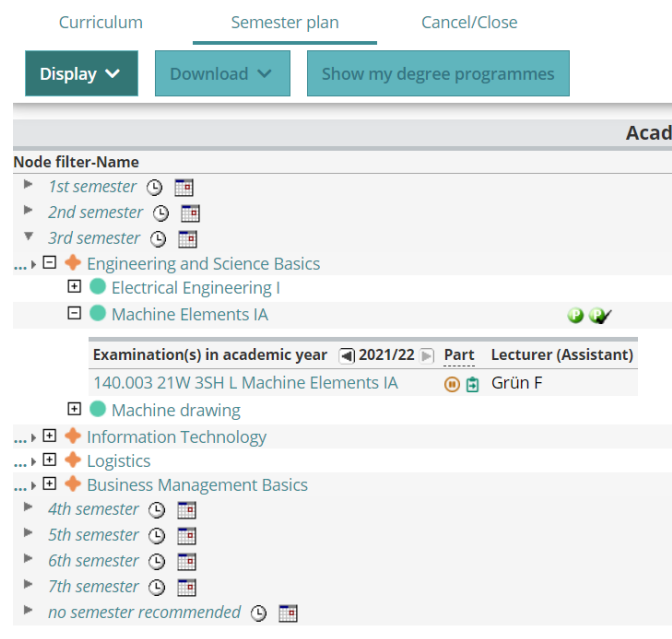 Curriculum Semester plan Cancel/Close
Display Download Show my degree programmes
Acad
Node filter-Name
1st semester
2nd semester
3rd semester
... Engineering and Science Basics
Electrical Engineering I
Machine Elements IA
Examination(s) in academic year 2021/22 Part Lecturer (Assistant)
140.003 21W 3SH L Machine Elements IA Grün F
Machine drawing
... Information Technology
... Logistics
... Business Management Basics
4th semester
5th semester
6th semester
7th semester
no semester recommended